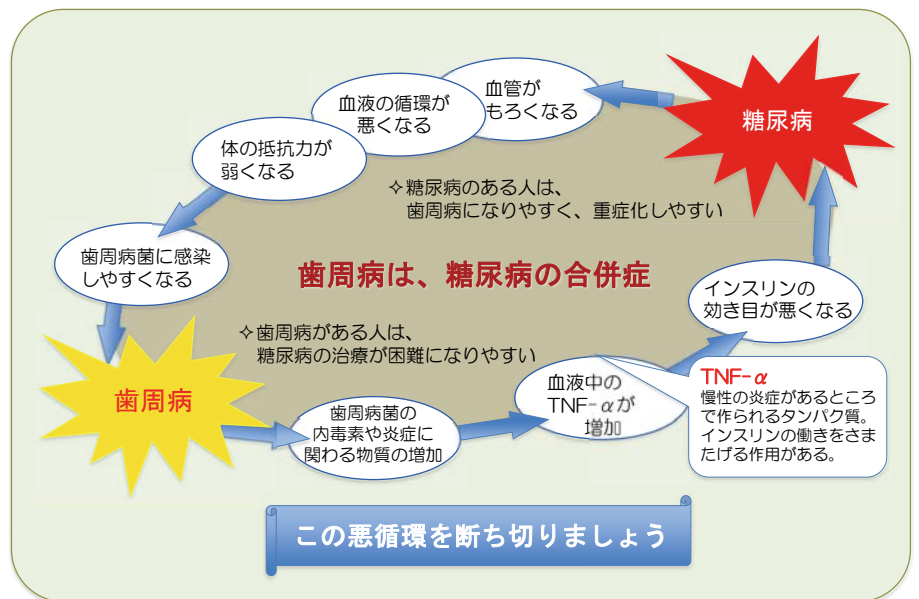 糖尿病
血管が
もろくなる
血液の循環が
悪くなる
体の抵抗力が
弱くなる
✧糖尿病のある人は、
歯周病になりやすく、重症化しやすい
歯周病菌に感染
しやすくなる
歯周病は、糖尿病の合併症
インスリンの
効き目が悪くなる
✧歯周病がある人は、
糖尿病の治療が困難になりやすい
歯周病
歯周病菌の
内毒素や炎症に
関わる物質の増加
血液中の
TNF-αが
増加
TNF-α
慢性の炎症があるところ
で作られるタンパク質。
インスリンの働きをさま
たげる作用がある。
この悪循環を断ち切りましょう